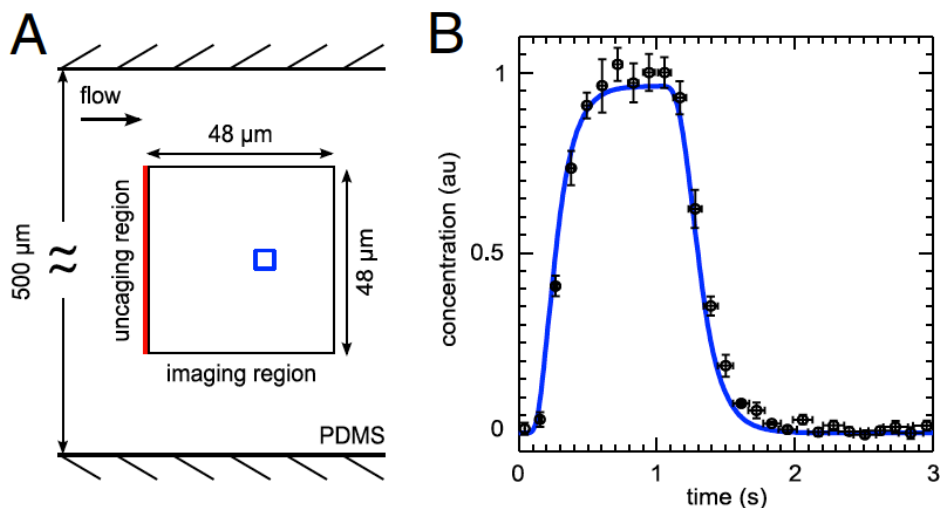 A
flow
48 µm
500 µm
uncaging region
48 µm
imaging region
PDMS
B
concentration (au)
1
0.5
0
0
1
2
3
time (s)